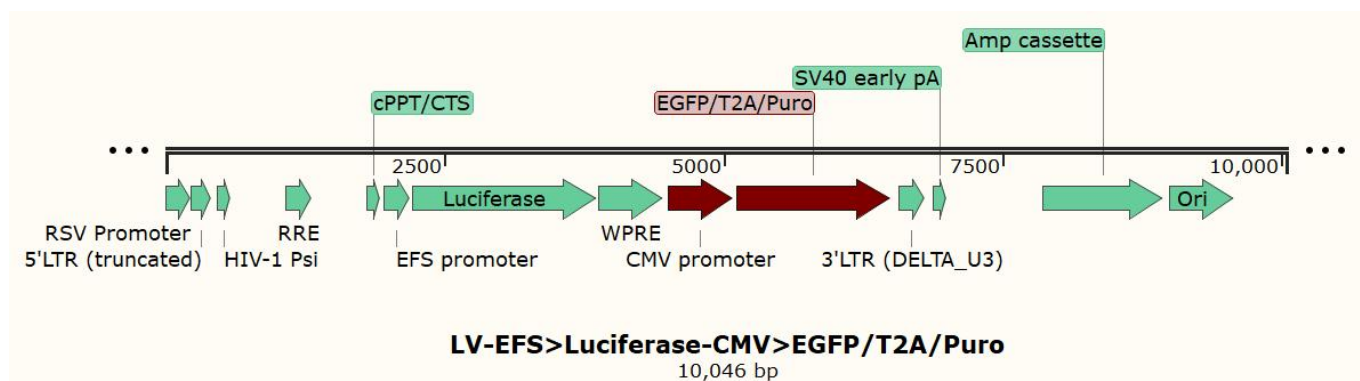 Amp cassette
SV40 early pA
EGFP/T2A/Puro
cPPT/CTS
2500 5000 7500 10,000
Luciferase Ori
RSV Promoter RRE WPRE
5'LTR (truncated) HIV-1 Psi EFS promoter CMV promoter 3'LTR (DELTA_U3)
LV-EFS>Luciferase-CMV>EGFP/T2A/Puro
10,046 bp